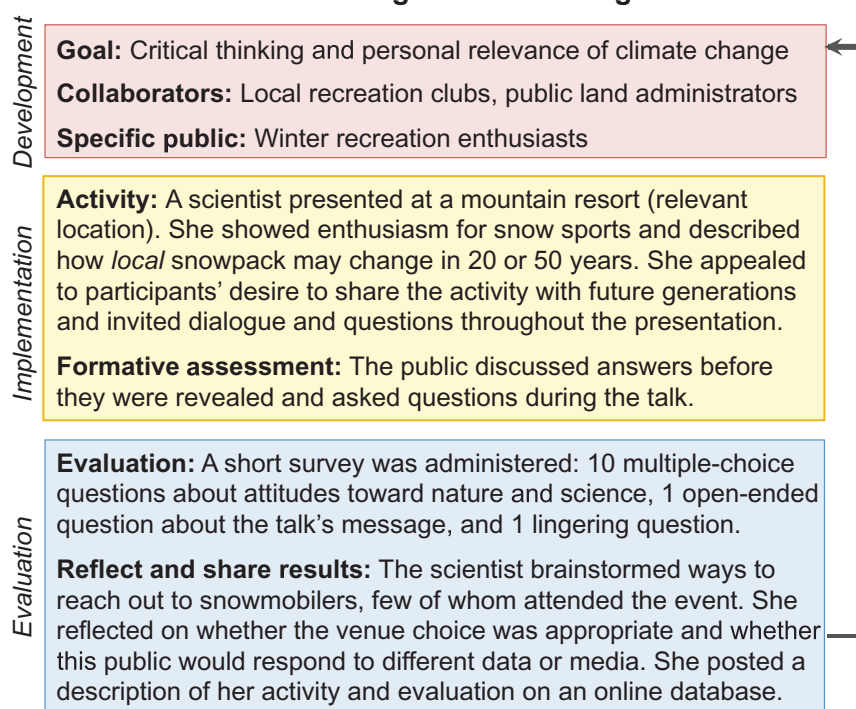 Development
Goal: Critical thinking and personal relevance of climate change
Collaborators: Local recreation clubs, public land administrators
Specific public: Winter recreation enthusiasts
Implementation
Activity: A scientist presented at a mountain resort (relevant
location). She showed enthusiasm for snow sports and described
how local snowpack may change in 20 or 50 years. She appealed
to participants’ desire to share the activity with future generations
and invited dialogue and questions throughout the presentation.
Formative assessment: The public discussed answers before
they were revealed and asked questions during the talk.
Evaluation
Evaluation: A short survey was administered: 10 multiple-choice
questions about attitudes toward nature and science, 1 open-ended
question about the talk’s message, and 1 lingering question.
Reflect and share results: The scientist brainstormed ways to
reach out to snowmobilers, few of whom attended the event. She
reflected on whether the venue choice was appropriate and whether
this public would respond to different data or media. She posted a
description of her activity and evaluation on an online database.